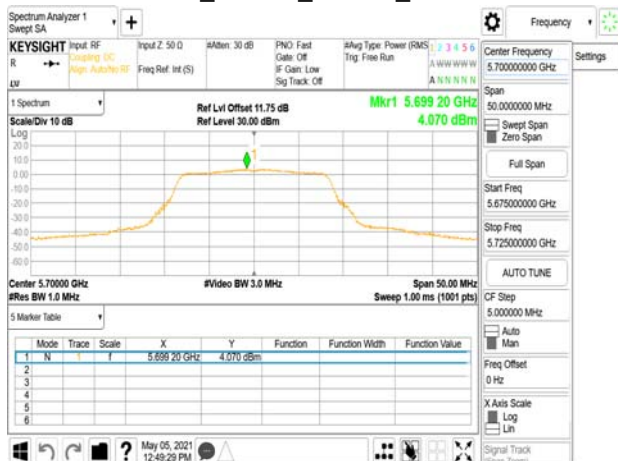 Spectrum Analyzer 1
Swept SA
+
Frequency
KEYSIGHT
R
LV
Input: RF
Coupling: DC
Align: Auto/No RF
Input Z: 50 Ω
Freq Ref: Int (S)
#Atten: 30 dB
PNO: Fast
Gate: Off
IF Gain: Low
Sig Track: Off
#Avg Type: Power (RMS
Trig: Free Run
1 2 3 4 5 6
A W W W W W
A N N N N N
1 Spectrum
Scale/Div 10 dB
Log
Ref Lvl Offset 11.75 dB
Ref Level 30.00 dBm
Mkr1 5.699 20 GHz
4.070 dBm
20.0
10.0
0.00
-10.0
-20.0
-30.0
-40.0
-50.0
-60.0
1
Center 5.70000 GHz
#Res BW 1.0 MHz
#Video BW 3.0 MHz
Span 50.00 MHz
Sweep 1.00 ms (1001 pts)
5 Marker Table
Mode Trace Scale X Y Function Function Width Function Value
1 N 1 f 5.699 20 GHz 4.070 dBm
2
3
4
5
6
?
May 05, 2021
12:49:29 PM
Center Frequency
5.700000000 GHz
Span
50.0000000 MHz
Swept Span
Zero Span
Full Span
Start Freq
5.675000000 GHz
Stop Freq
5.725000000 GHz
AUTO TUNE
CF Step
5.000000 MHz
Auto
Man
Freq Offset
0 Hz
X Axis Scale
Log
Lin
Signal Track
Settings